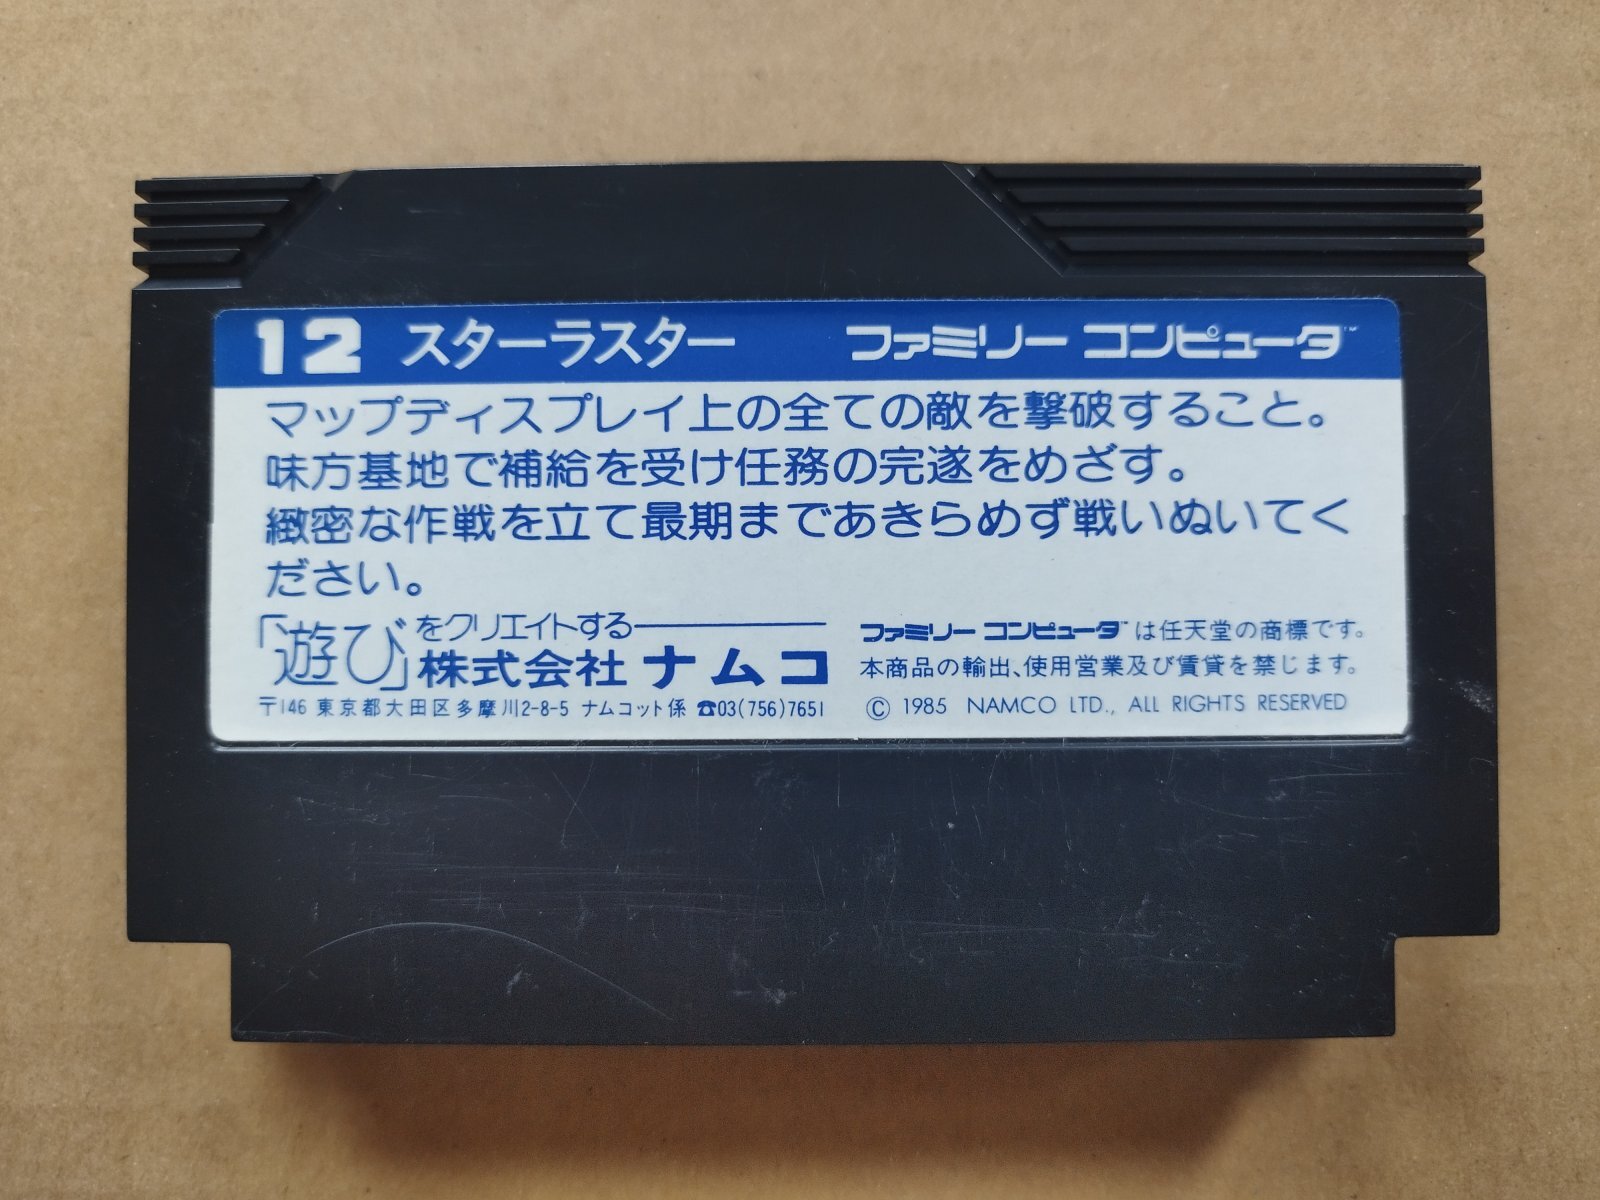 12 スターラスター ファミリー コンピュータ™
マップディスプレイ上の全ての敵を撃破すること。
味方基地で補給を受け任務の完遂をめざす。
緻密な作戦を立て最期まであきらめず戦いぬいてく
ださい。
「遊び」をクリエイトする
株式会社 ナムコ
〒146 東京都大田区多摩川2-8-5 ナムコット係 ☎03(756)7651
ファミリー コンピュータ™は任天堂の商標です。
本商品の輸出、使用営業及び賃貸を禁じます。
© 1985 NAMCO LTD., ALL RIGHTS RESERVED